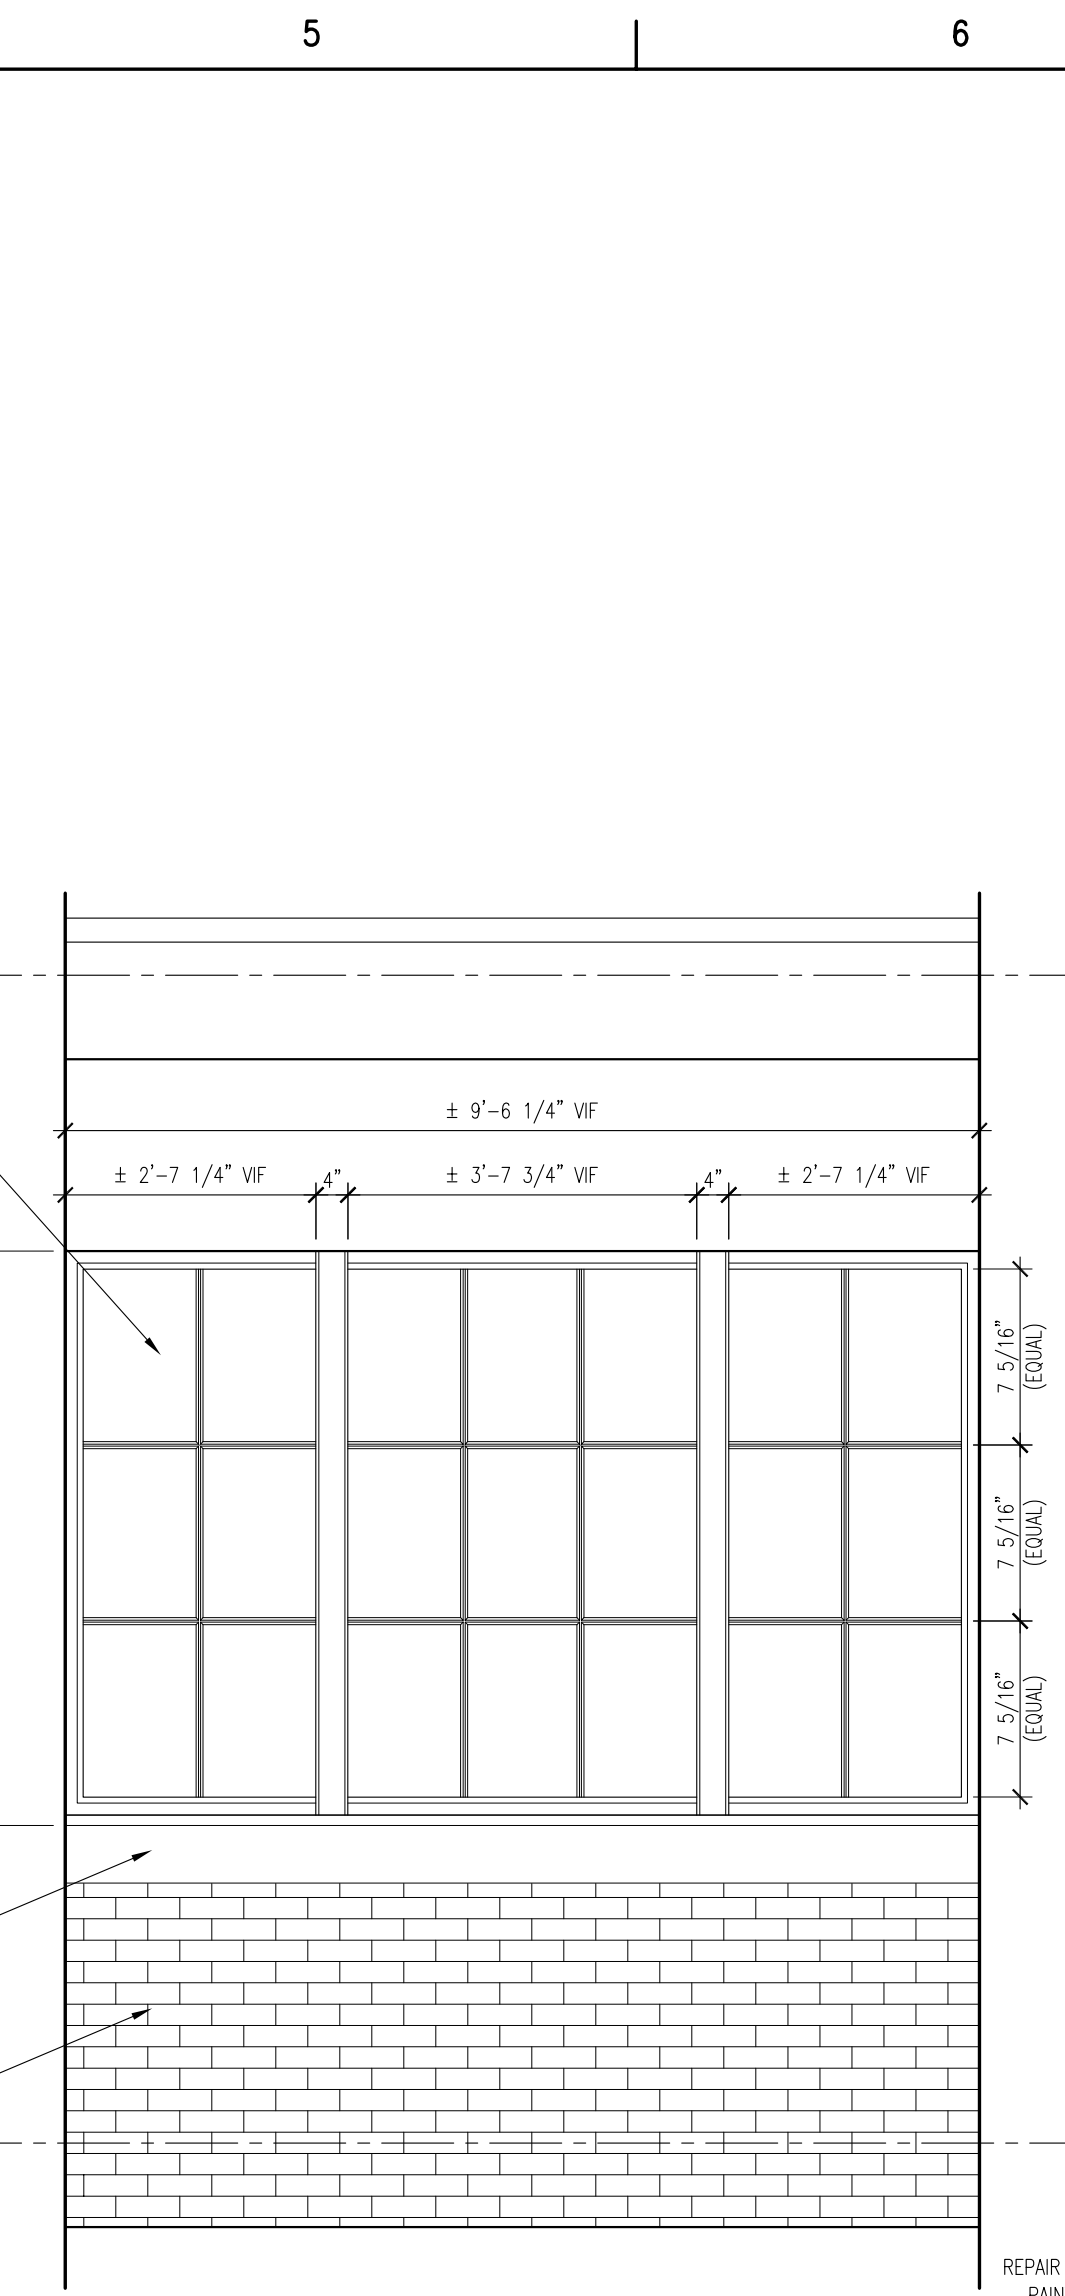 5
6
± 9'-6 1/4" VIF
± 2'-7 1/4" VIF
4"
± 3'-7 3/4" VIF
4"
± 2'-7 1/4" VIF
7 5/16"
(EQUAL)
7 5/16"
(EQUAL)
7 5/16"
(EQUAL)
REPAIR
PAIN